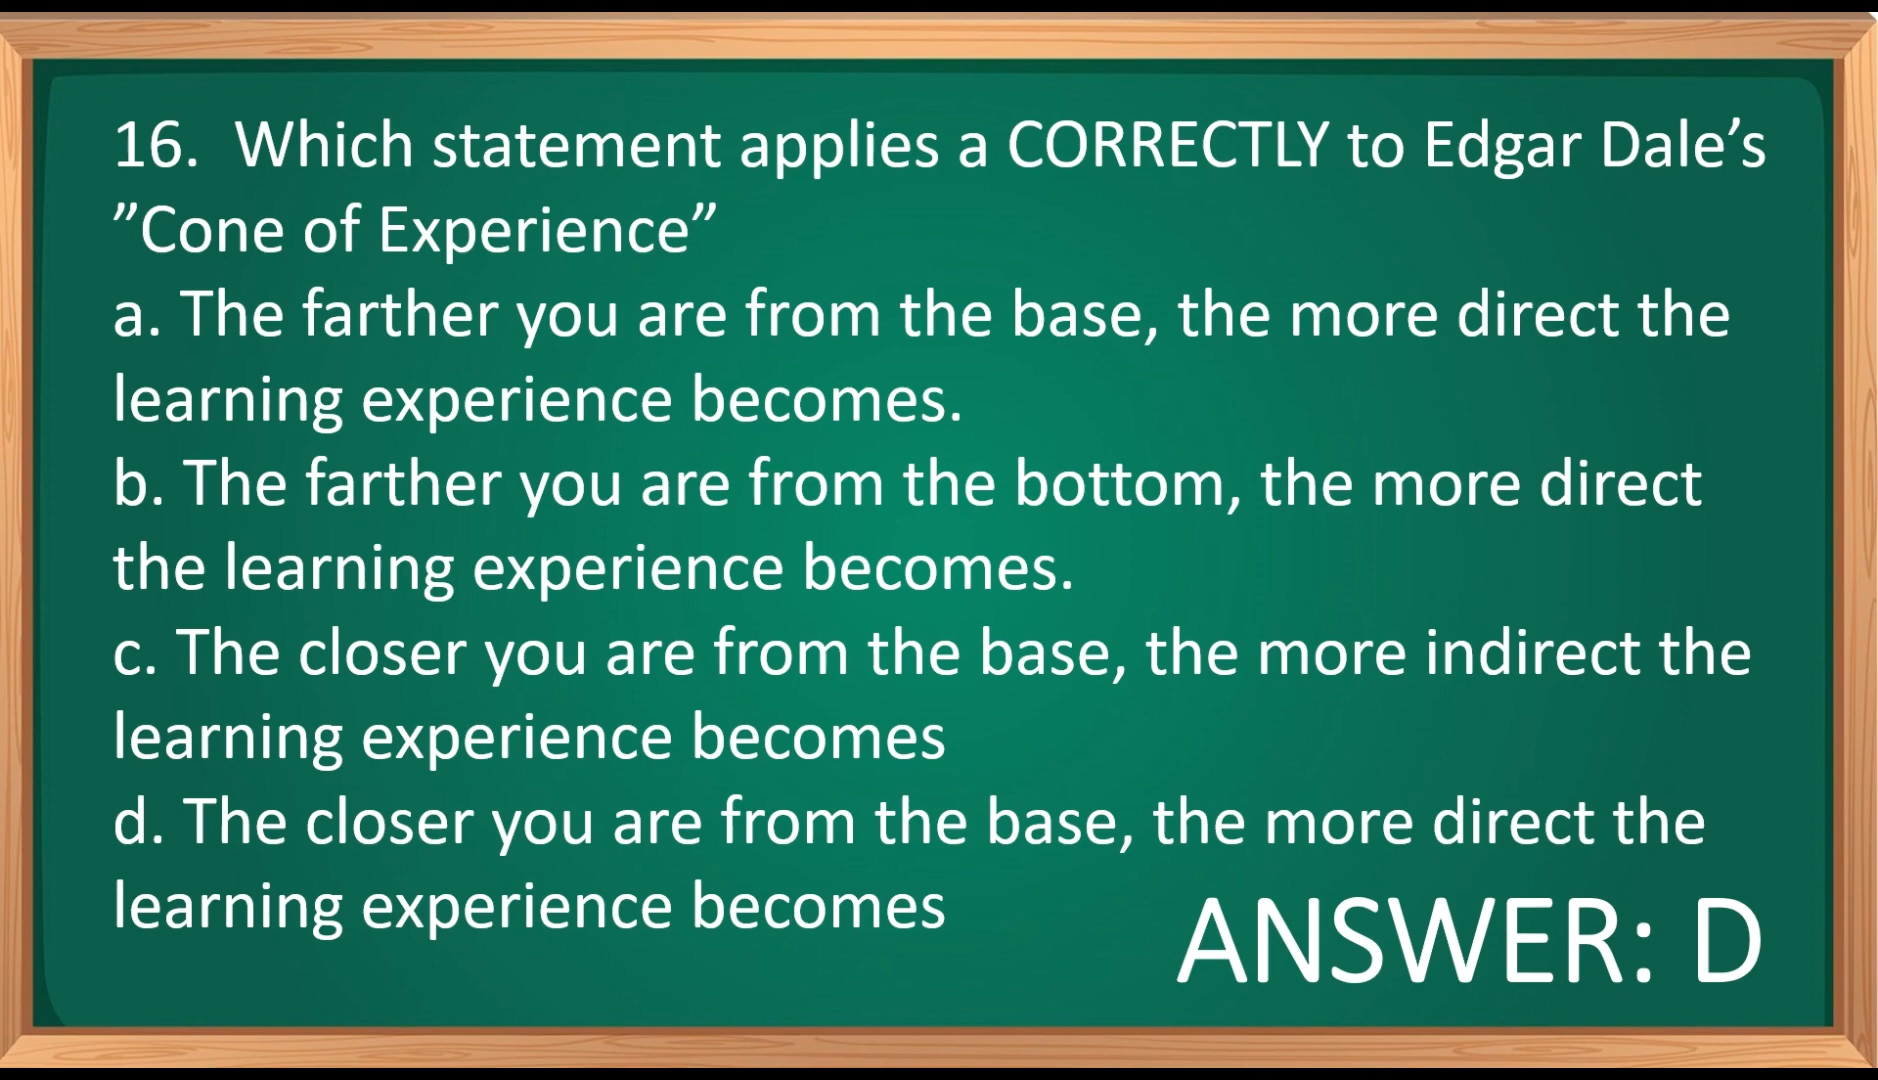 16. Which statement applies a CORRECTLY to Edgar Dale’s
”Cone of Experience”
a. The farther you are from the base, the more direct the
learning experience becomes.
b. The farther you are from the bottom, the more direct
the learning experience becomes.
c. The closer you are from the base, the more indirect the
learning experience becomes
d. The closer you are from the base, the more direct the
learning experience becomes
ANSWER: D